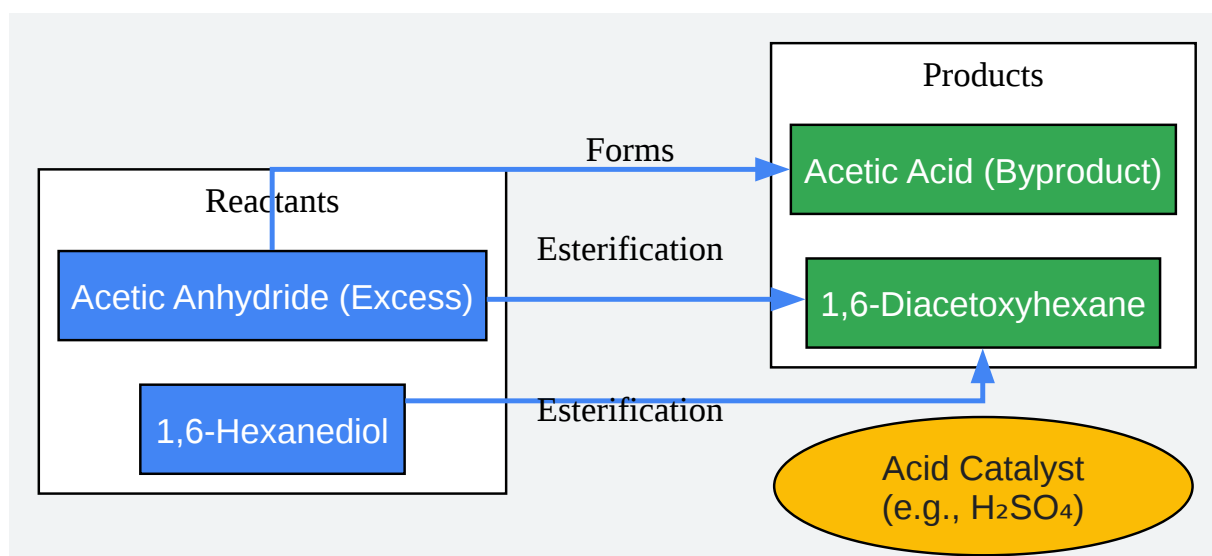 Products
Forms
Acetic Acid (Byproduct)
Reactants
Esterification
Acetic Anhydride (Excess)
1,6-Diacetoxyhexane
Esterification
1,6-Hexanediol
Acid Catalyst
(e.g., H₂SO₄)